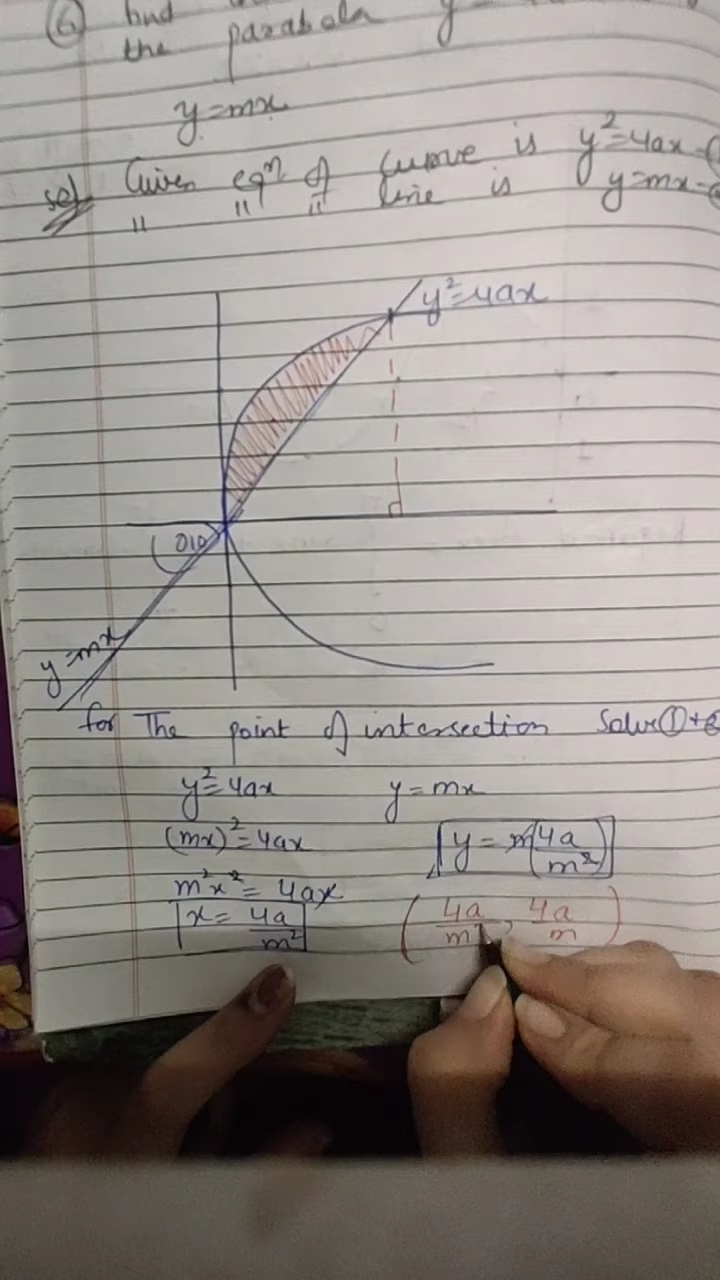 (6) find
the parabola y
y=mx
Sol Given eqn of curve is y²=4ax
" " " line is y=mx
y²=4ax
(0,0)
y=mx
for The point of intersection Solve ①+②
y²=4ax y=mx
(mx)²=4ax y=m(4a/m²)
m²x²=4ax
x=4a/m² (4a/m², 4a/m)